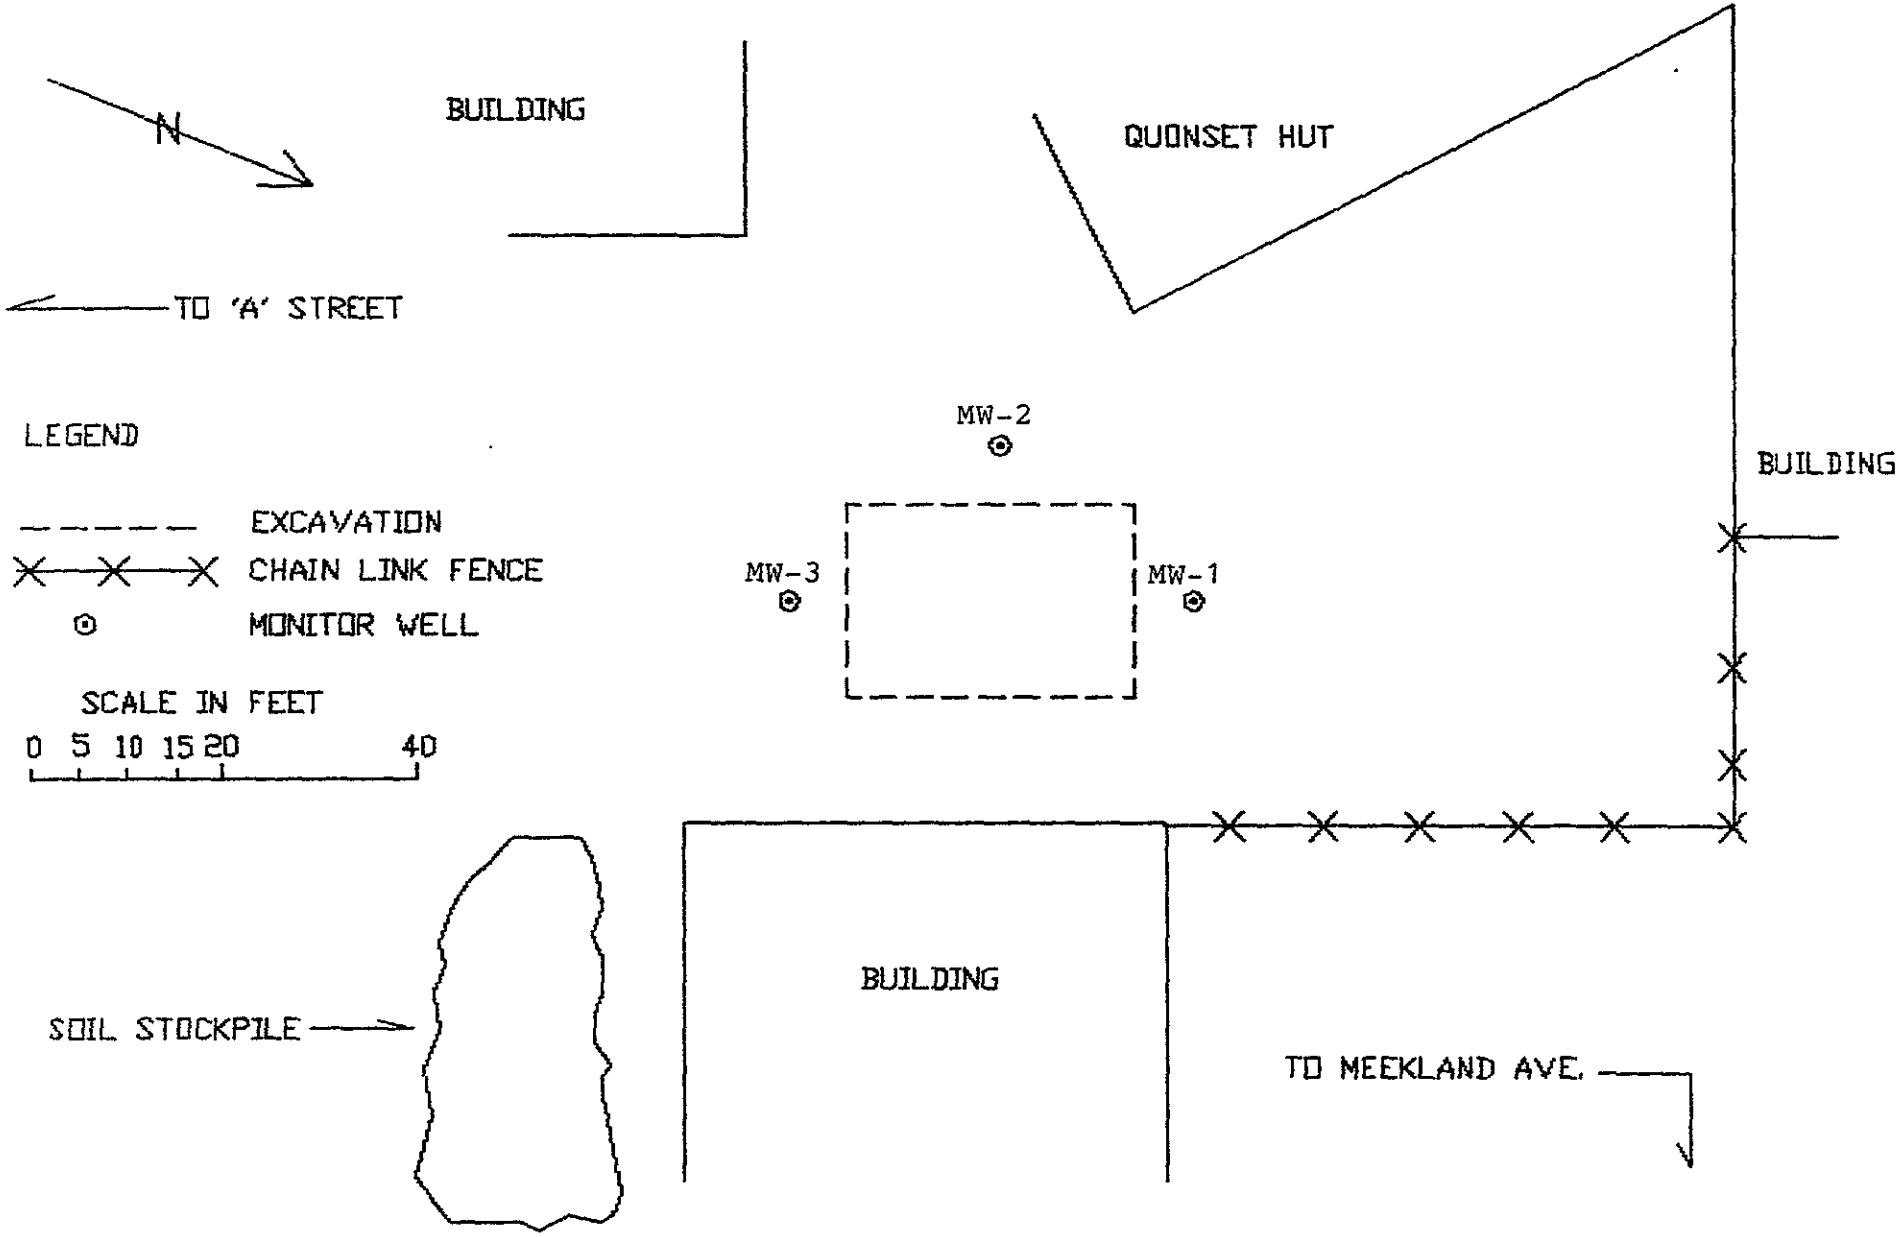 N
BUILDING
QUONSET HUT
TO 'A' STREET
MW-2
LEGEND
BUILDING
EXCAVATION
CHAIN LINK FENCE
MONITOR WELL
MW-3
MW-1
SCALE IN FEET
0 5 10 15 20 40
BUILDING
SOIL STOCKPILE
TO MEEKLAND AVE.